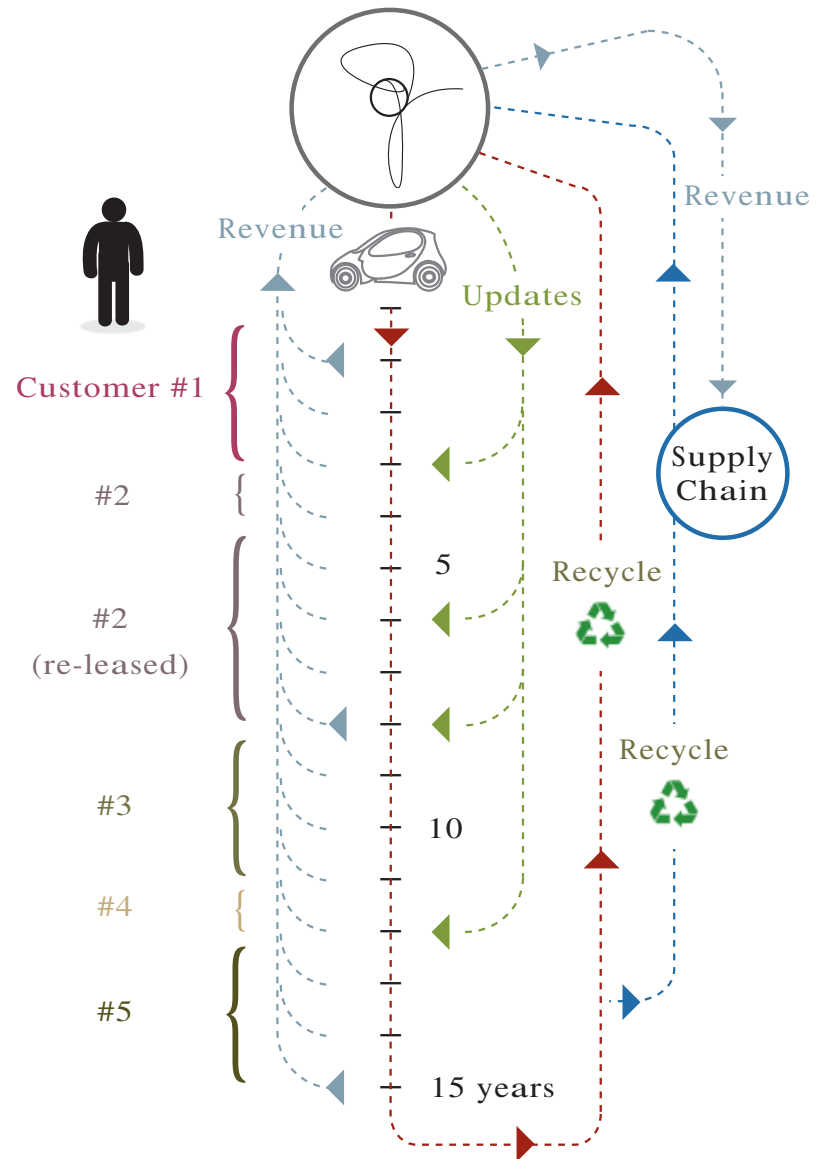 Revenue
Revenue
Updates
Customer #1
Supply
Chain
#2
{
5
Recycle
#2
(re-leased)
Recycle
#3
10
#4
{
#5
15 years